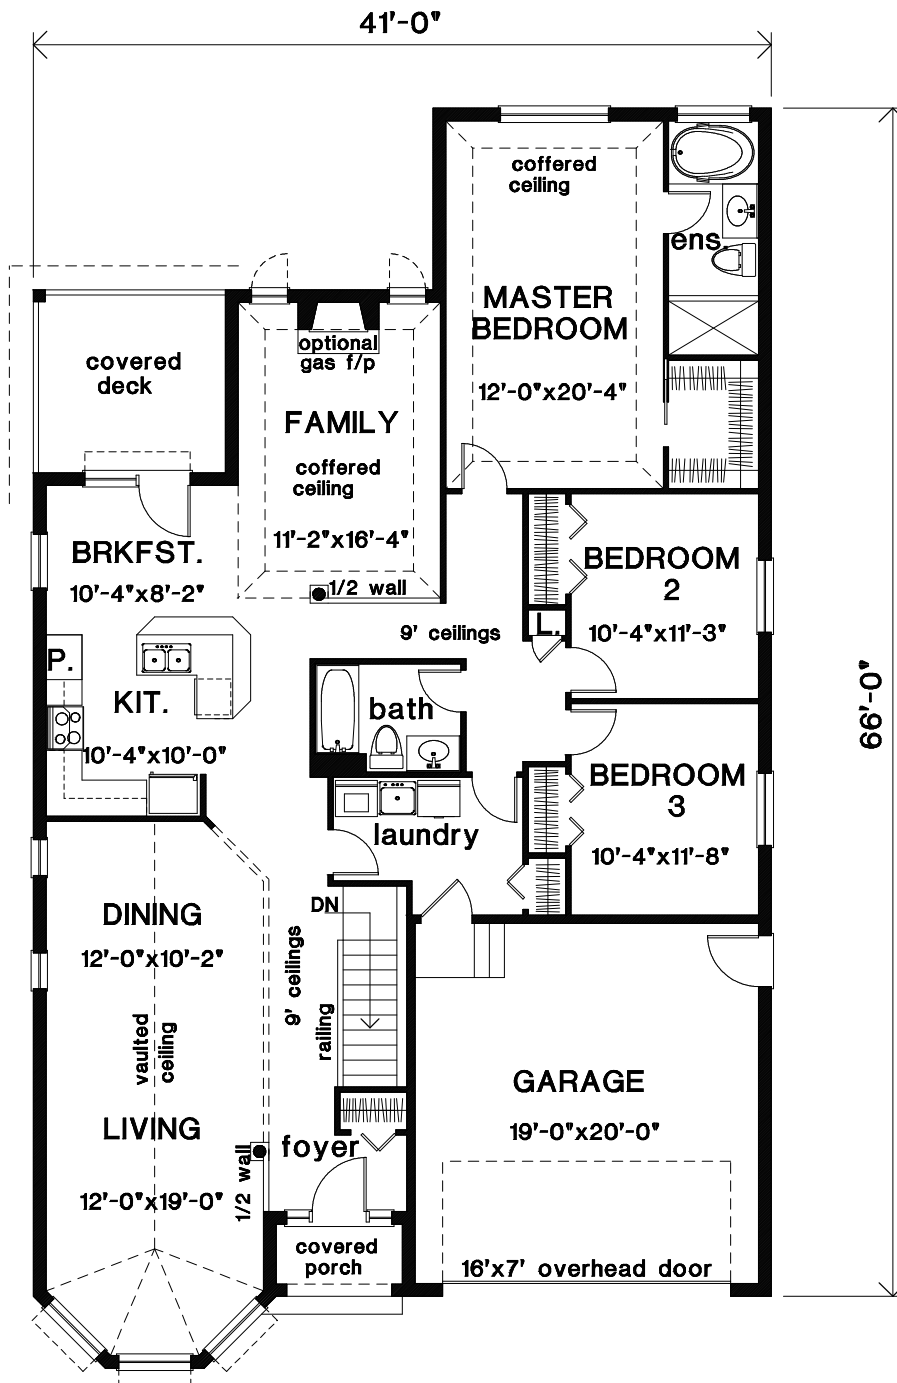 41'-0"
coffered
ceiling
ens.
MASTER
BEDROOM
12'-0"x20'-4"
optional
gas f/p
covered
deck
FAMILY
coffered
ceiling
11'-2"x16'-4"
BRKFST.
10'-4"x8'-2"
1/2 wall
BEDROOM
2
10'-4"x11'-3"
9' ceilings
L.
P.
KIT.
10'-4"x10'-0"
bath
66'-0"
BEDROOM
3
10'-4"x11'-8"
laundry
DN
DINING
12'-0"x10'-2"
9' ceilings
railing
vaulted
ceiling
GARAGE
19'-0"x20'-0"
LIVING
12'-0"x19'-0"
1/2 wall
foyer
covered
porch
16'x7' overhead door